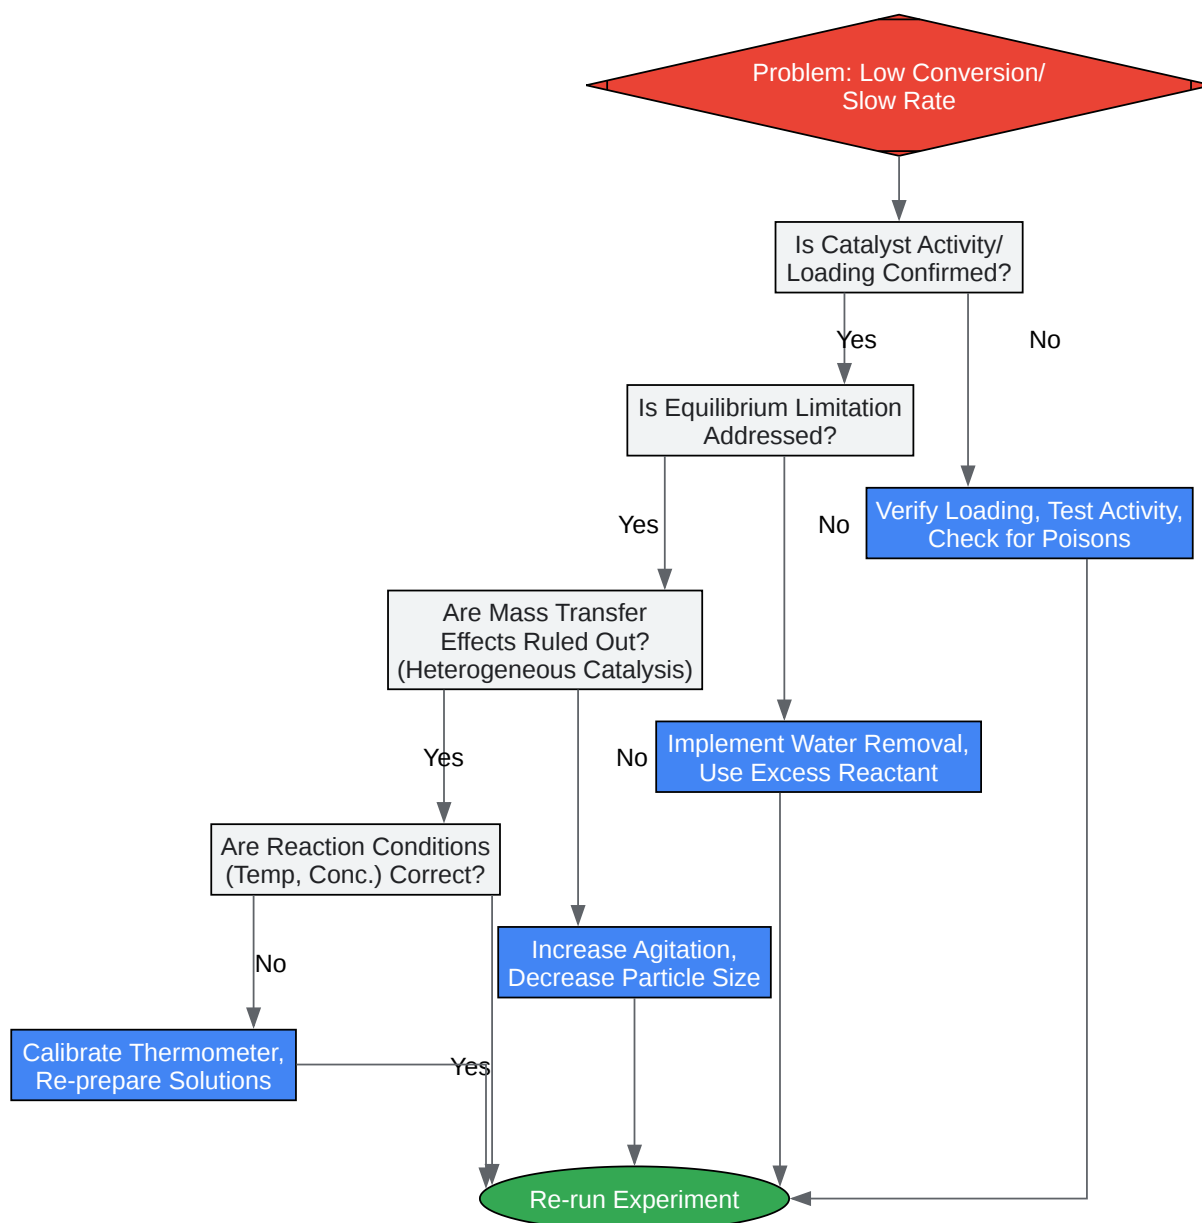 Problem: Low Conversion/
Slow Rate
Is Catalyst Activity/
Loading Confirmed?
Yes
No
Is Equilibrium Limitation
Addressed?
Verify Loading, Test Activity,
Check for Poisons
Yes
No
Are Mass Transfer
Effects Ruled Out?
(Heterogeneous Catalysis)
Implement Water Removal,
Use Excess Reactant
Yes
No
Are Reaction Conditions
(Temp, Conc.) Correct?
Increase Agitation,
Decrease Particle Size
No
Calibrate Thermometer,
Re-prepare Solutions
Yes
Re-run Experiment